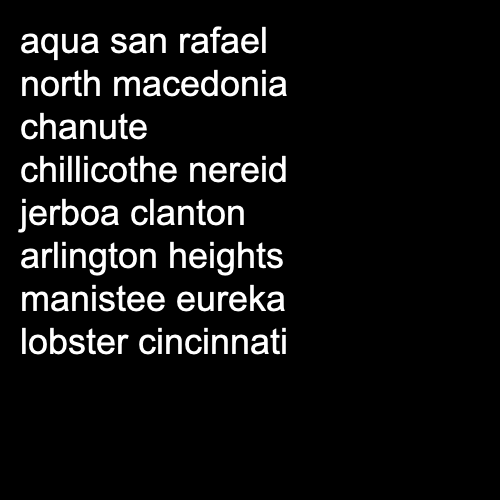 aqua san rafael
north macedonia
chanute
chillicothe nereid
jerboa clanton
arlington heights
manistee eureka
lobster cincinnati